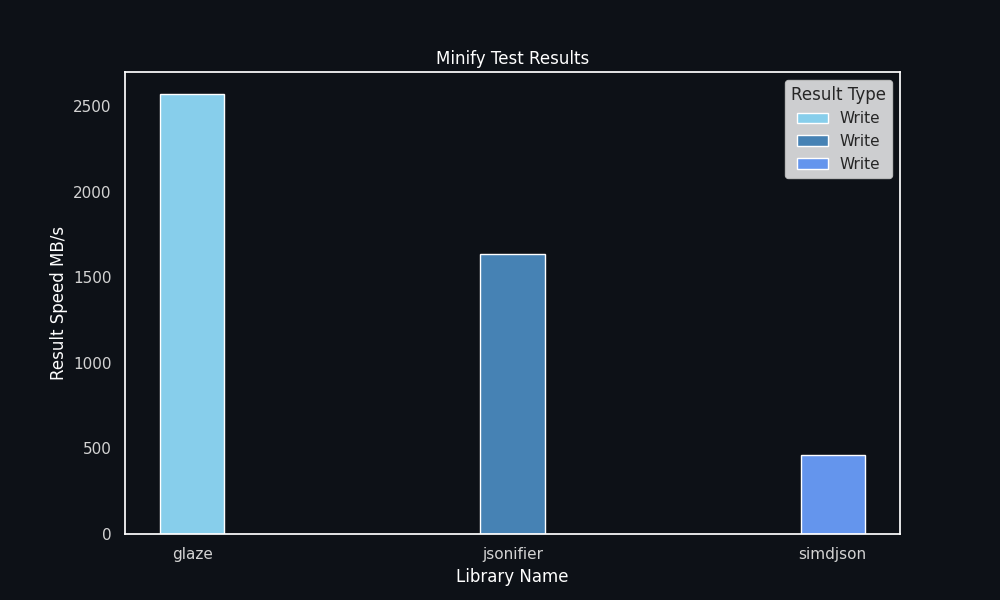 Minify Test Results
Result Type
Write
Write
Write
Result Speed MB/s
2500
2000
1500
1000
500
0
glaze jsonifier simdjson
Library Name